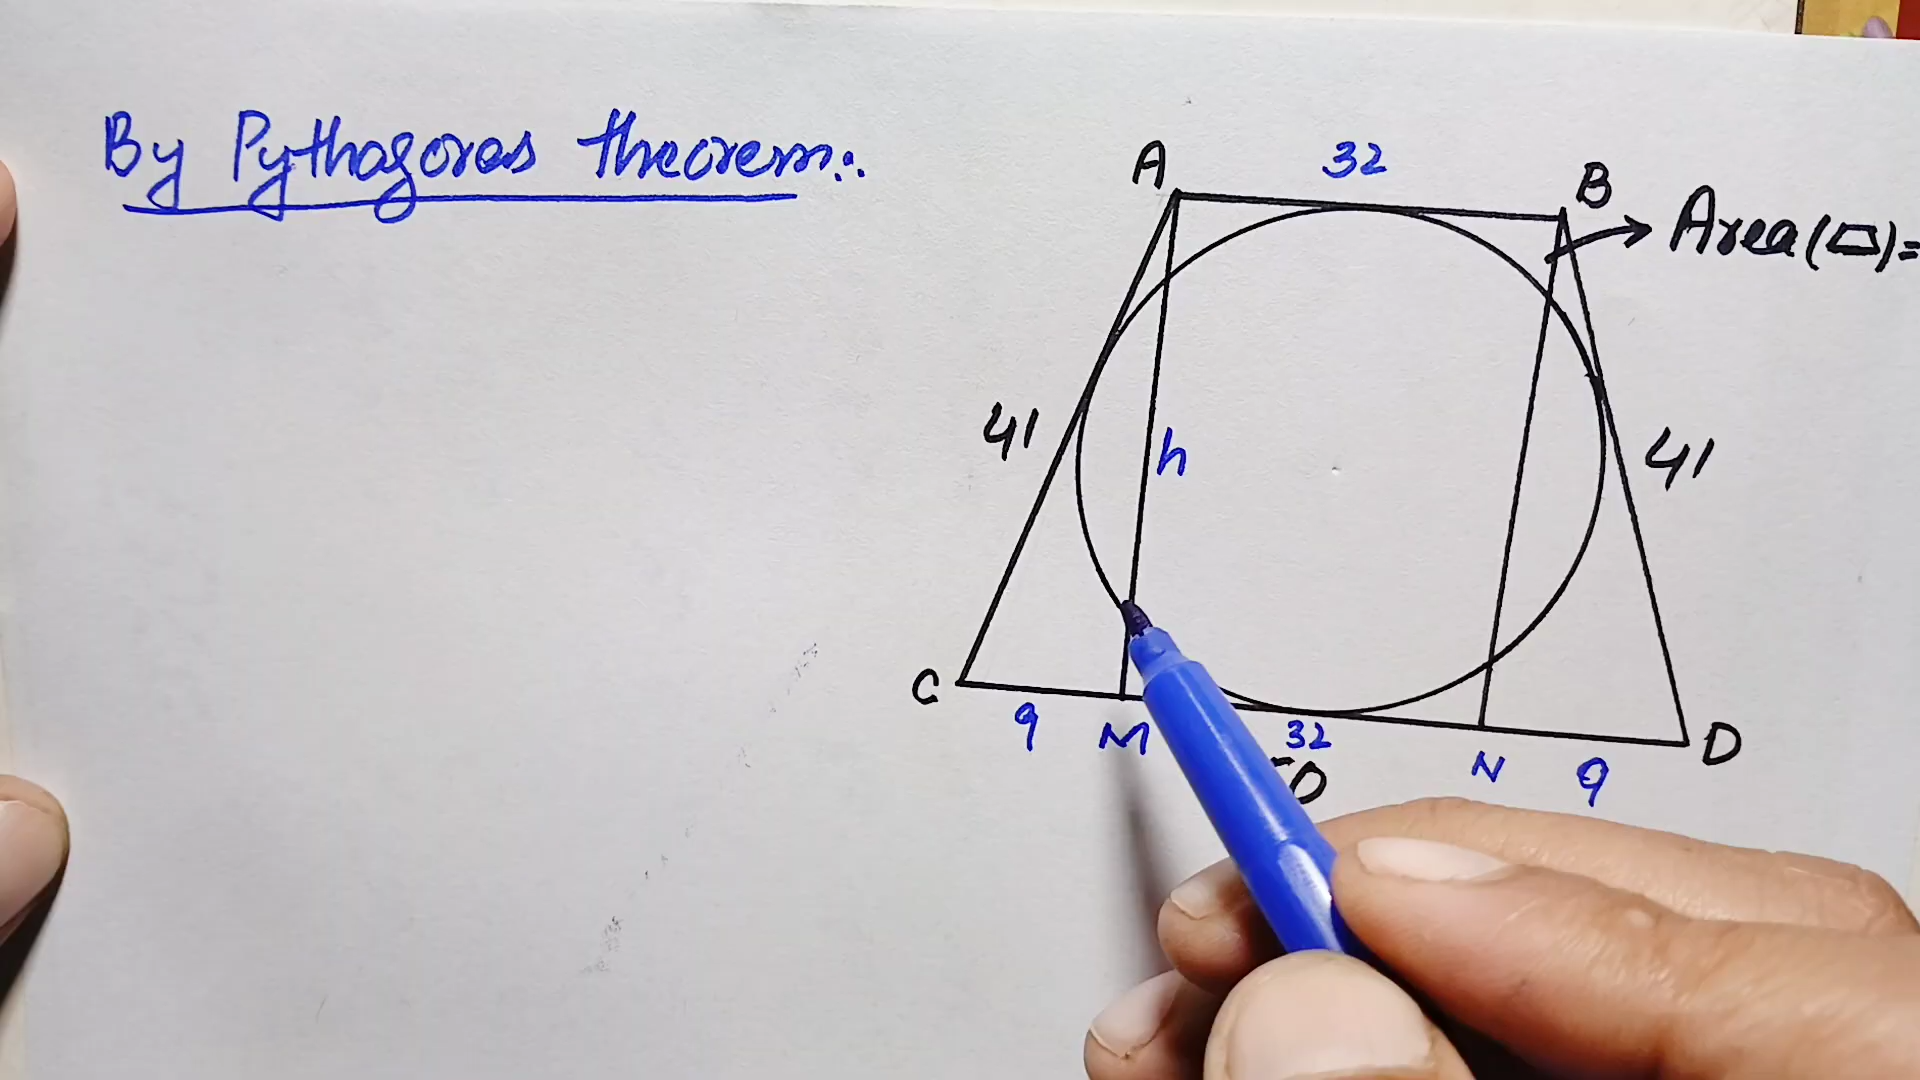 By Pythagoras theorem:.
A
32
B
Area(▱)=
41
h
41
C
9
M
32
N
9
D